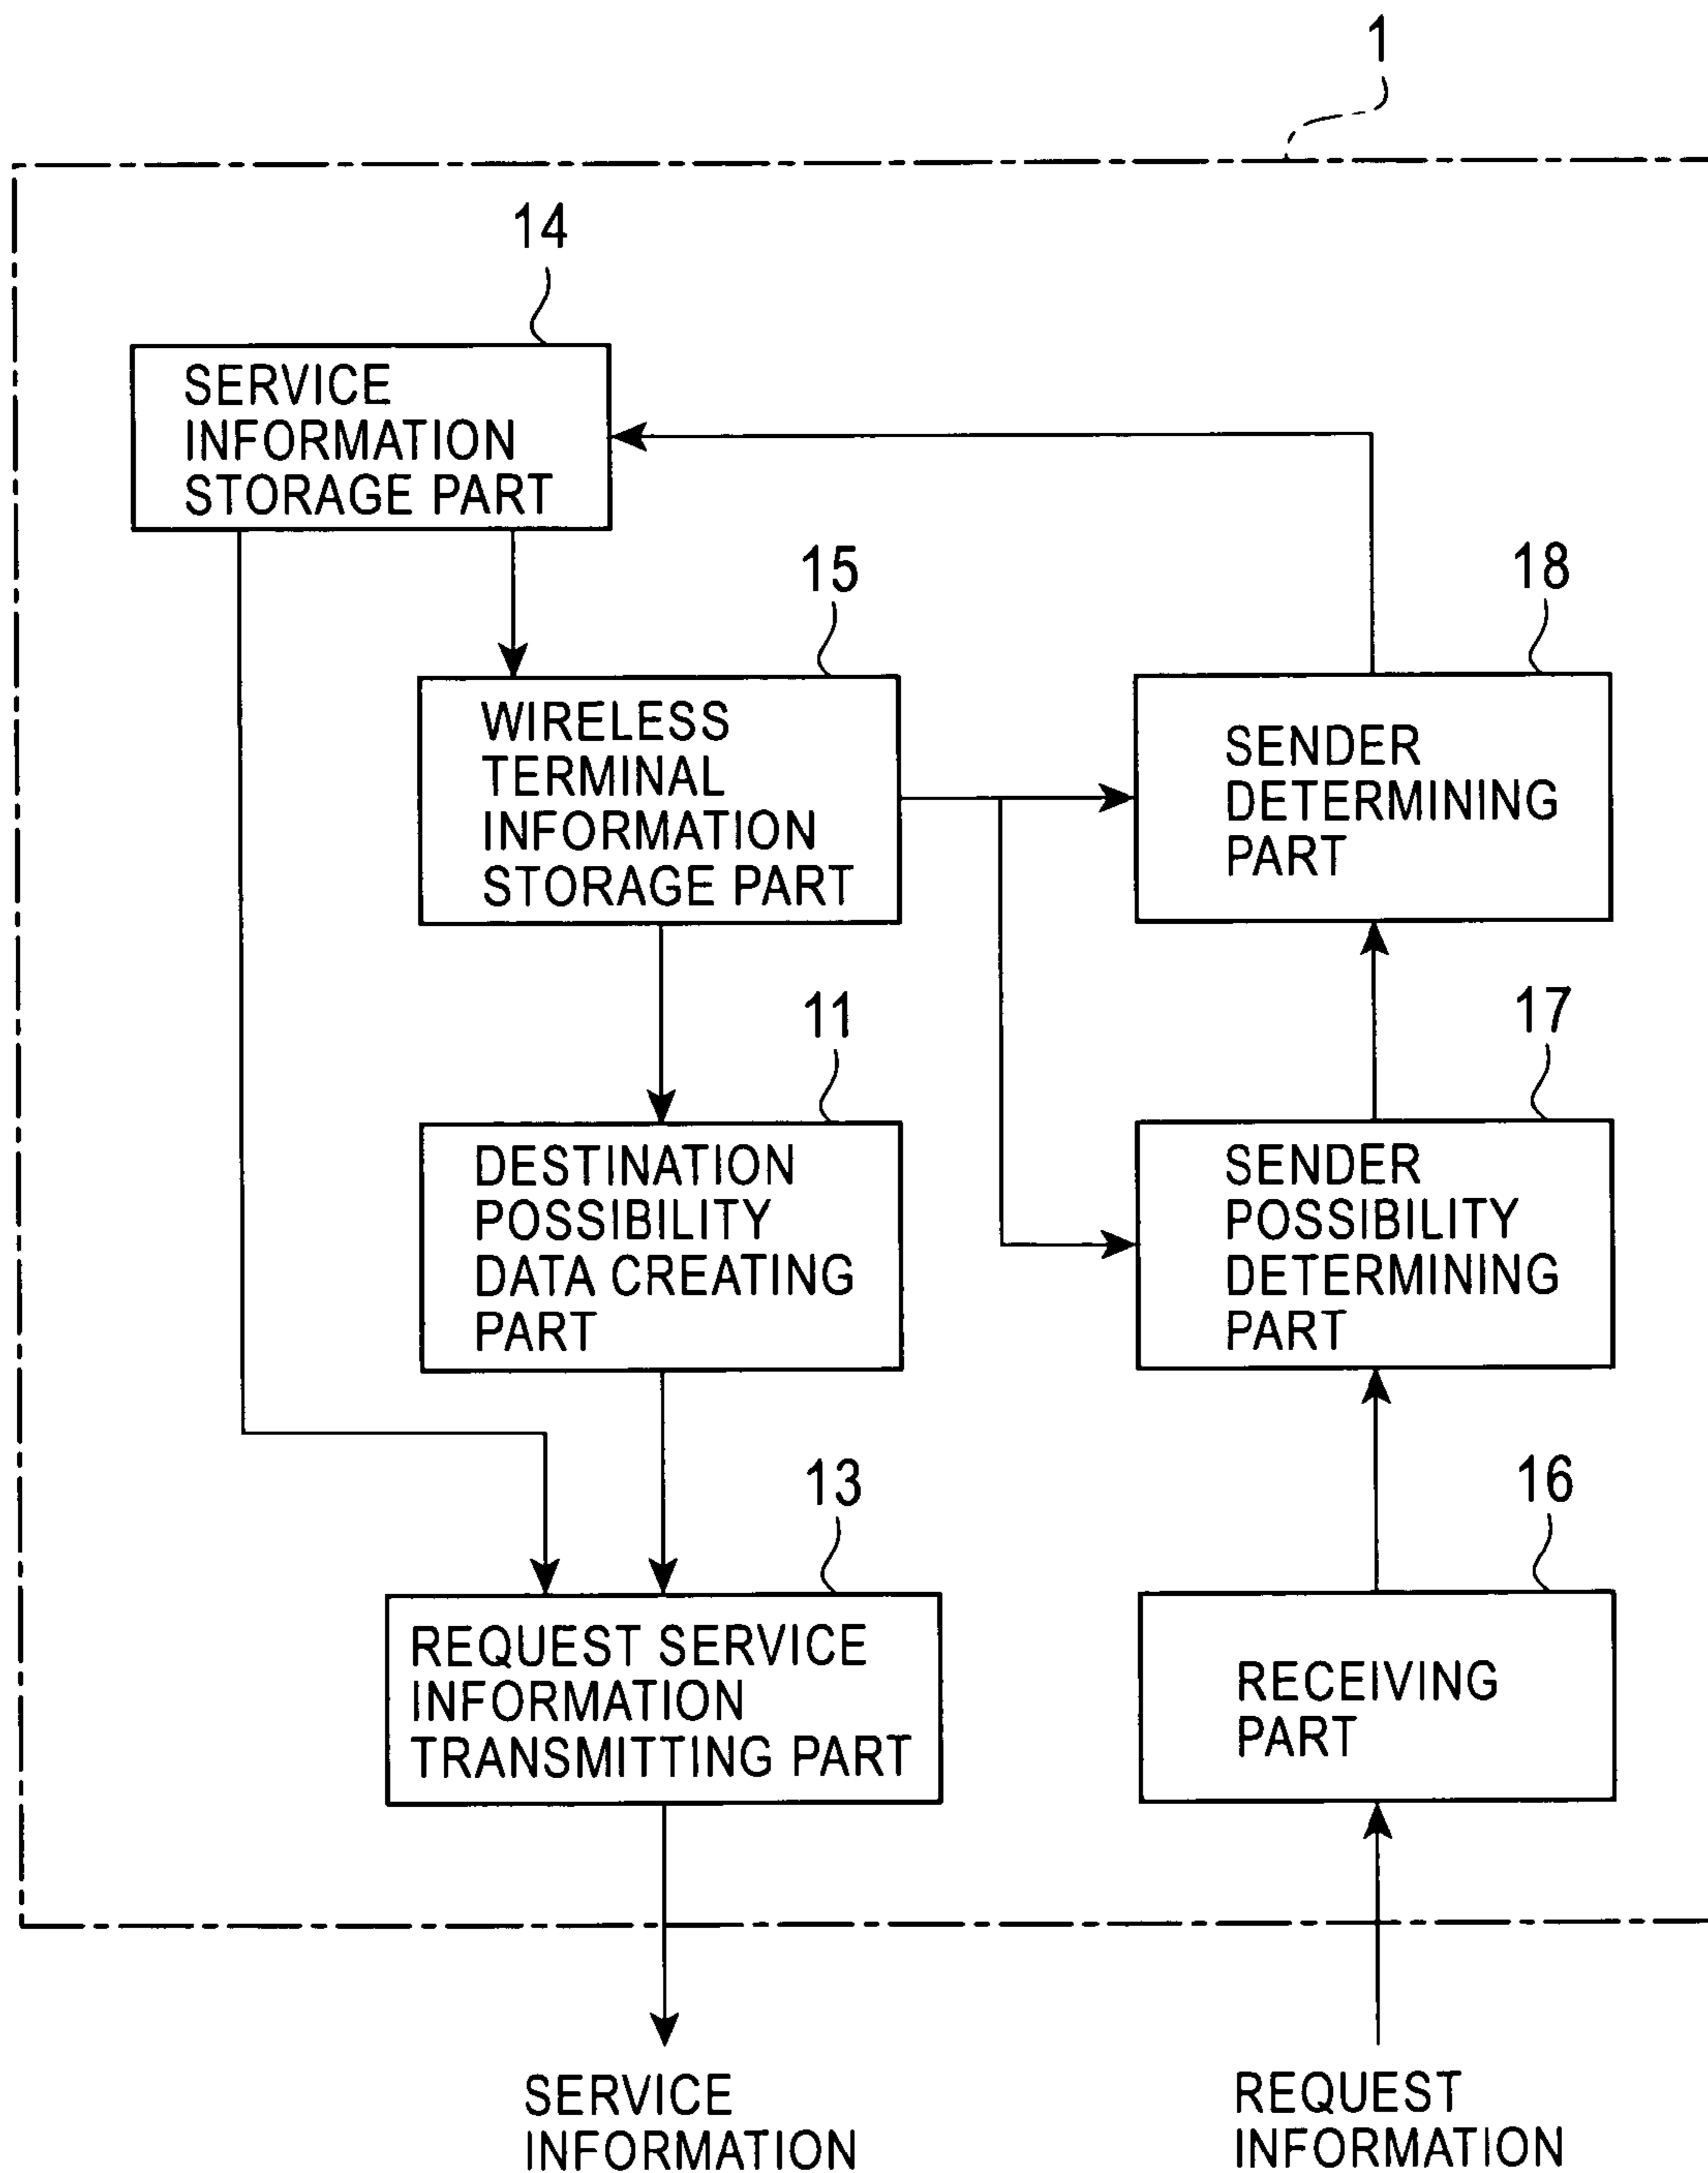 1
14
SERVICE
INFORMATION
STORAGE PART
15
WIRELESS
TERMINAL
INFORMATION
STORAGE PART
18
SENDER
DETERMINING
PART
11
DESTINATION
POSSIBILITY
DATA CREATING
PART
17
SENDER
POSSIBILITY
DETERMINING
PART
13
REQUEST SERVICE
INFORMATION
TRANSMITTING PART
16
RECEIVING
PART
SERVICE
INFORMATION
REQUEST
INFORMATION